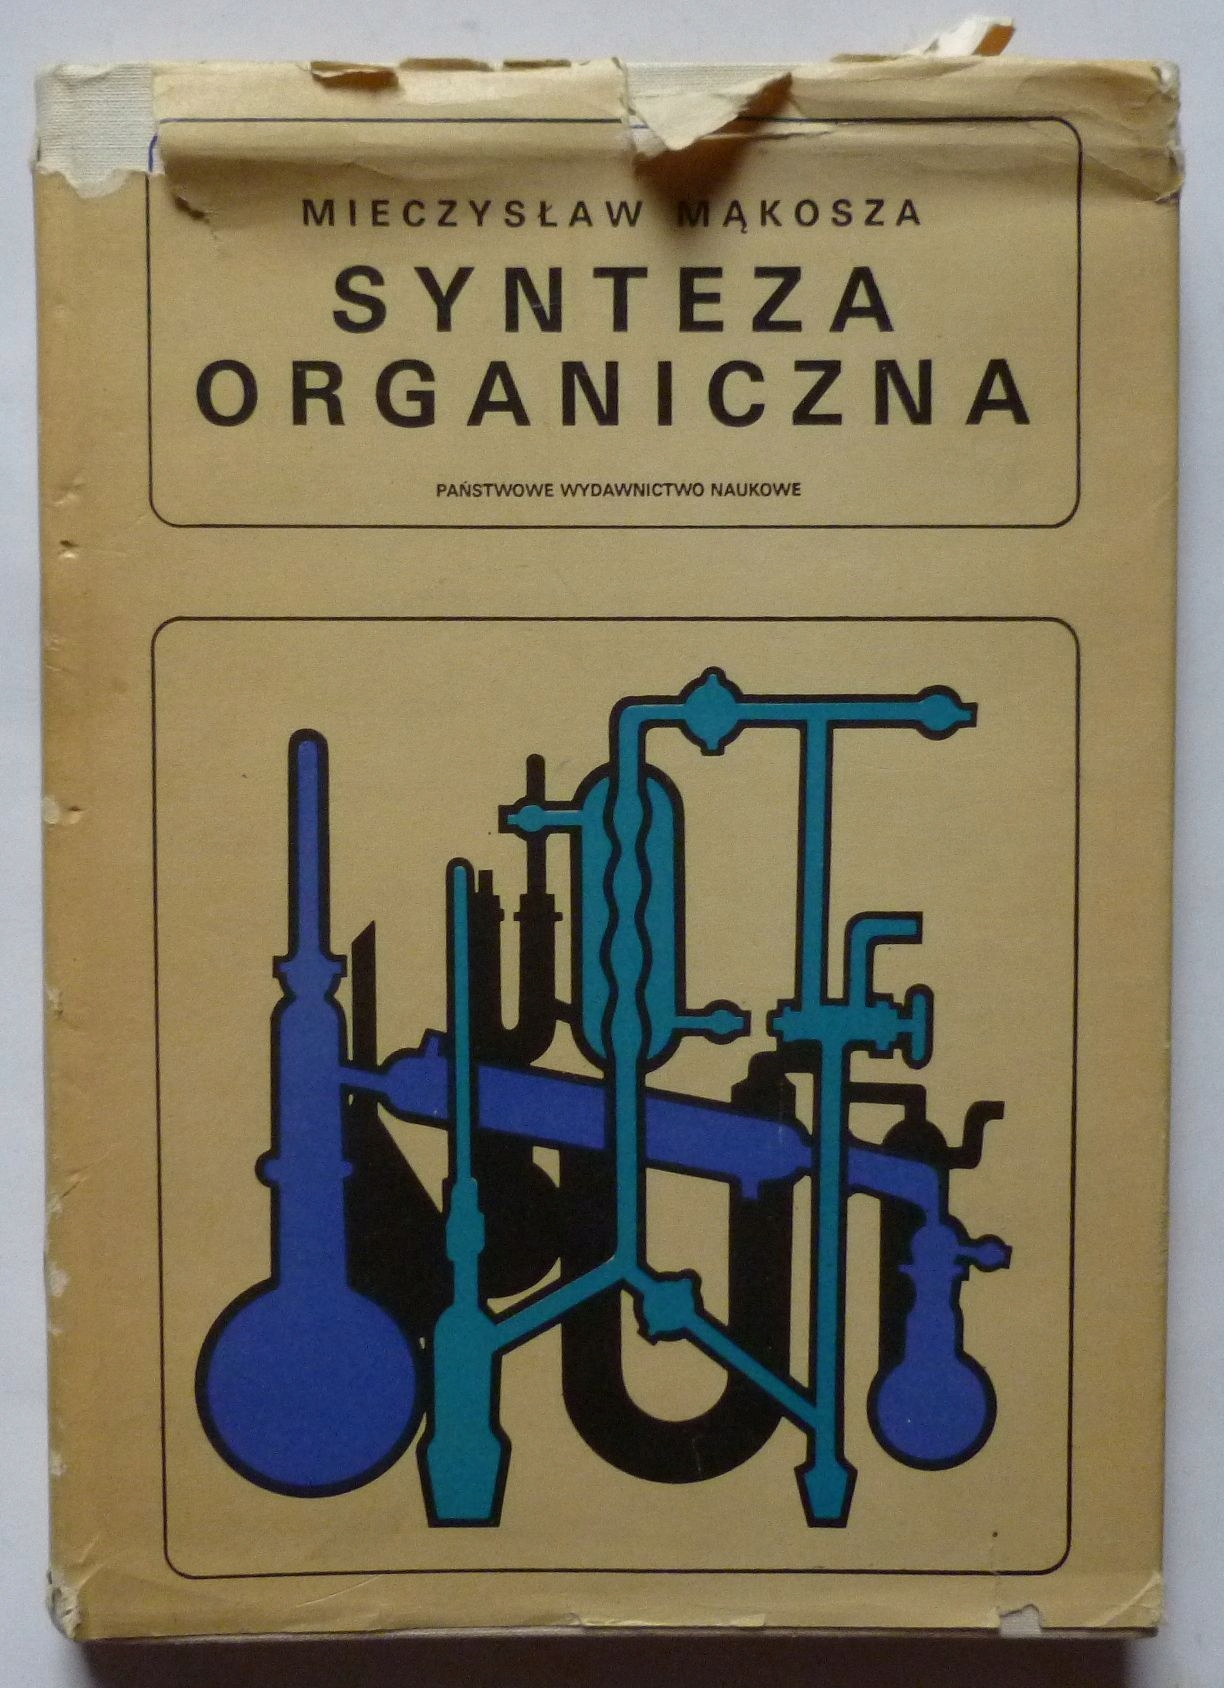 MIECZYSŁAW MĄKOSZA
SYNTEZA
ORGANICZNA
PAŃSTWOWE WYDAWNICTWO NAUKOWE